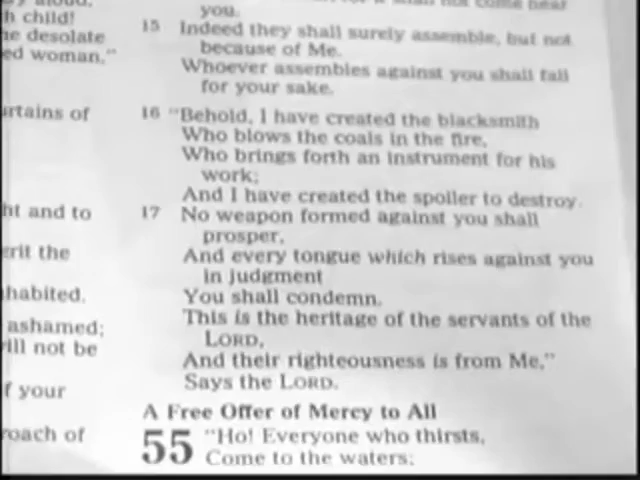 h child!
desolate
ed woman,"
of
ht and to
the
habited.
ashamed;
not be
f your
of
not come near
you.
15 Indeed they shall surely assemble, but not
because of Me.
Whoever assembles against you shall fall
for your sake.
16 "Behold, I have created the blacksmith
Who blows the coals in the fire,
Who brings forth an instrument for his
work;
And I have created the spoiler to destroy.
17 No weapon formed against you shall
prosper,
And every tongue which rises against you
in judgment
You shall condemn.
This is the heritage of the servants of the
LORD,
And their righteousness is from Me,"
Says the LORD.
A Free Offer of Mercy to All
55 "Ho! Everyone who thirsts,
Come to the waters;